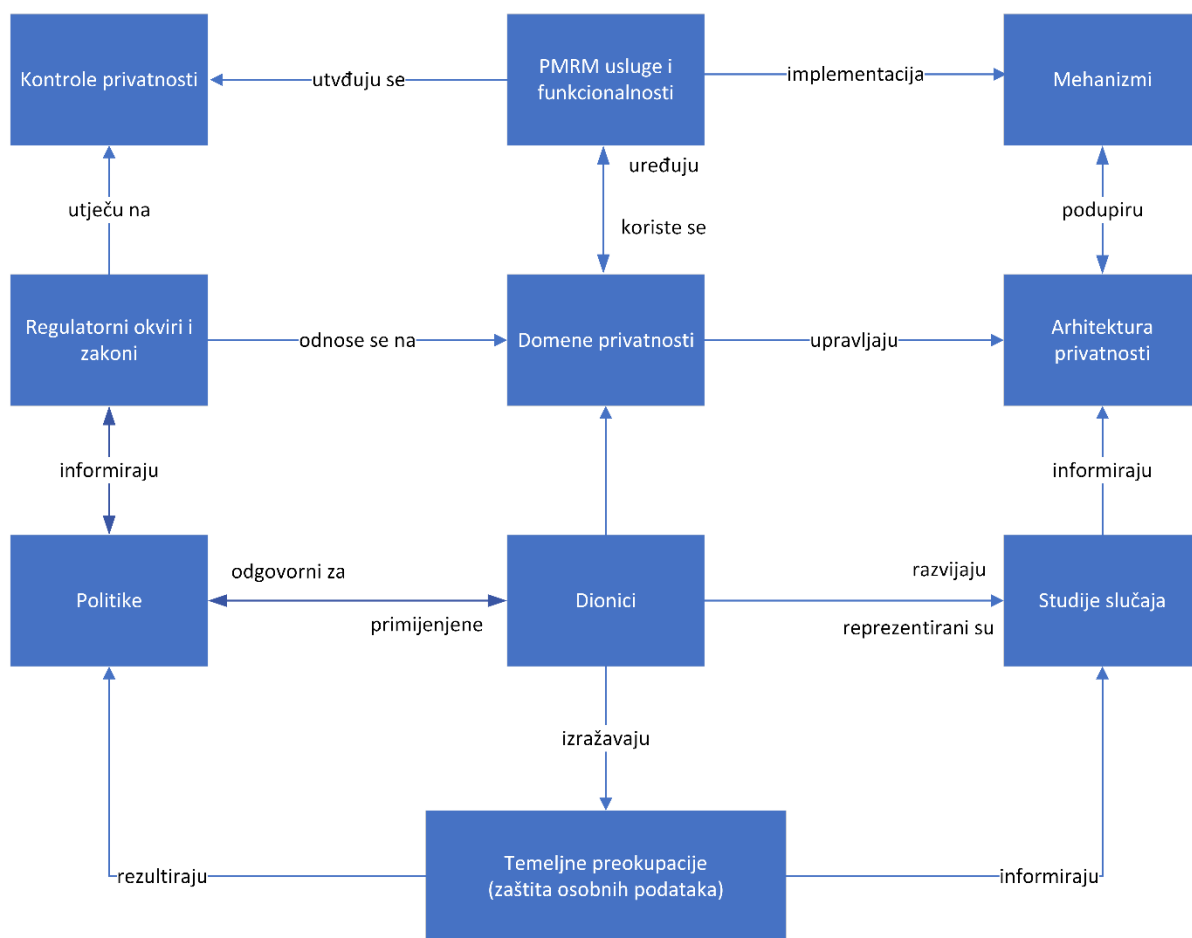 Kontrole privatnosti
utvđuju se
PMRM usluge i
funkcionalnosti
implementacija
Mehanizmi
utječu na
uređuju
koriste se
podupiru
Regulatorni okviri i
zakoni
odnose se na
Domene privatnosti
upravljaju
Arhitektura
privatnosti
informiraju
informiraju
Politike
odgovorni za
primijenjene
Dionici
razvijaju
reprezentirani su
Studije slučaja
izražavaju
rezultiraju
Temeljne preokupacije
(zaštita osobnih podataka)
informiraju